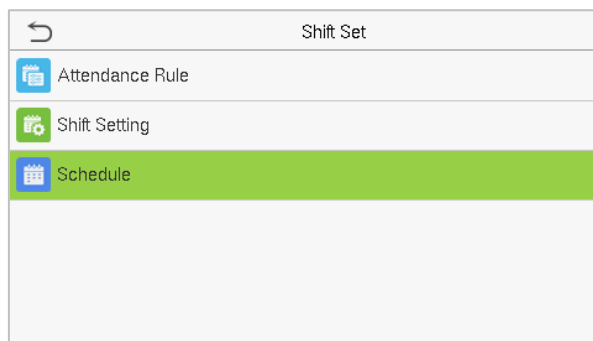 Shift Set
Attendance Rule
Shift Setting
Schedule